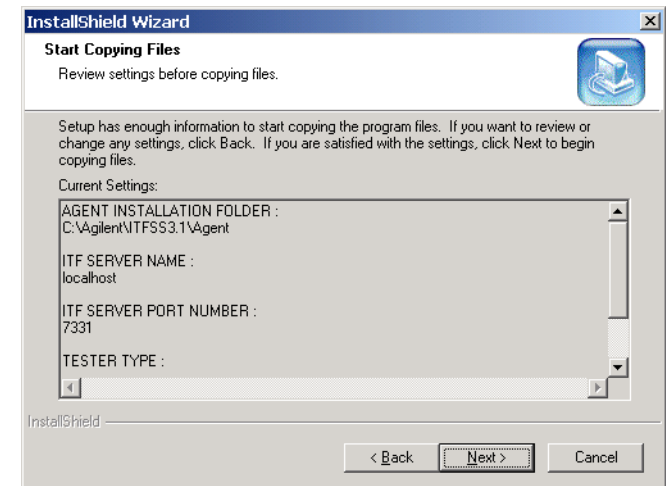 InstallShield Wizard
Start Copying Files
Review settings before copying files.
Setup has enough information to start copying the program files.  If you want to review or
change any settings, click Back.  If you are satisfied with the settings, click Next to begin
copying files.
Current Settings:
AGENT INSTALLATION FOLDER :
C:\Agilent\ITFSS3.1\Agent
ITF SERVER NAME :
localhost
ITF SERVER PORT NUMBER :
7331
TESTER TYPE :
InstallShield
< Back
Next >
Cancel